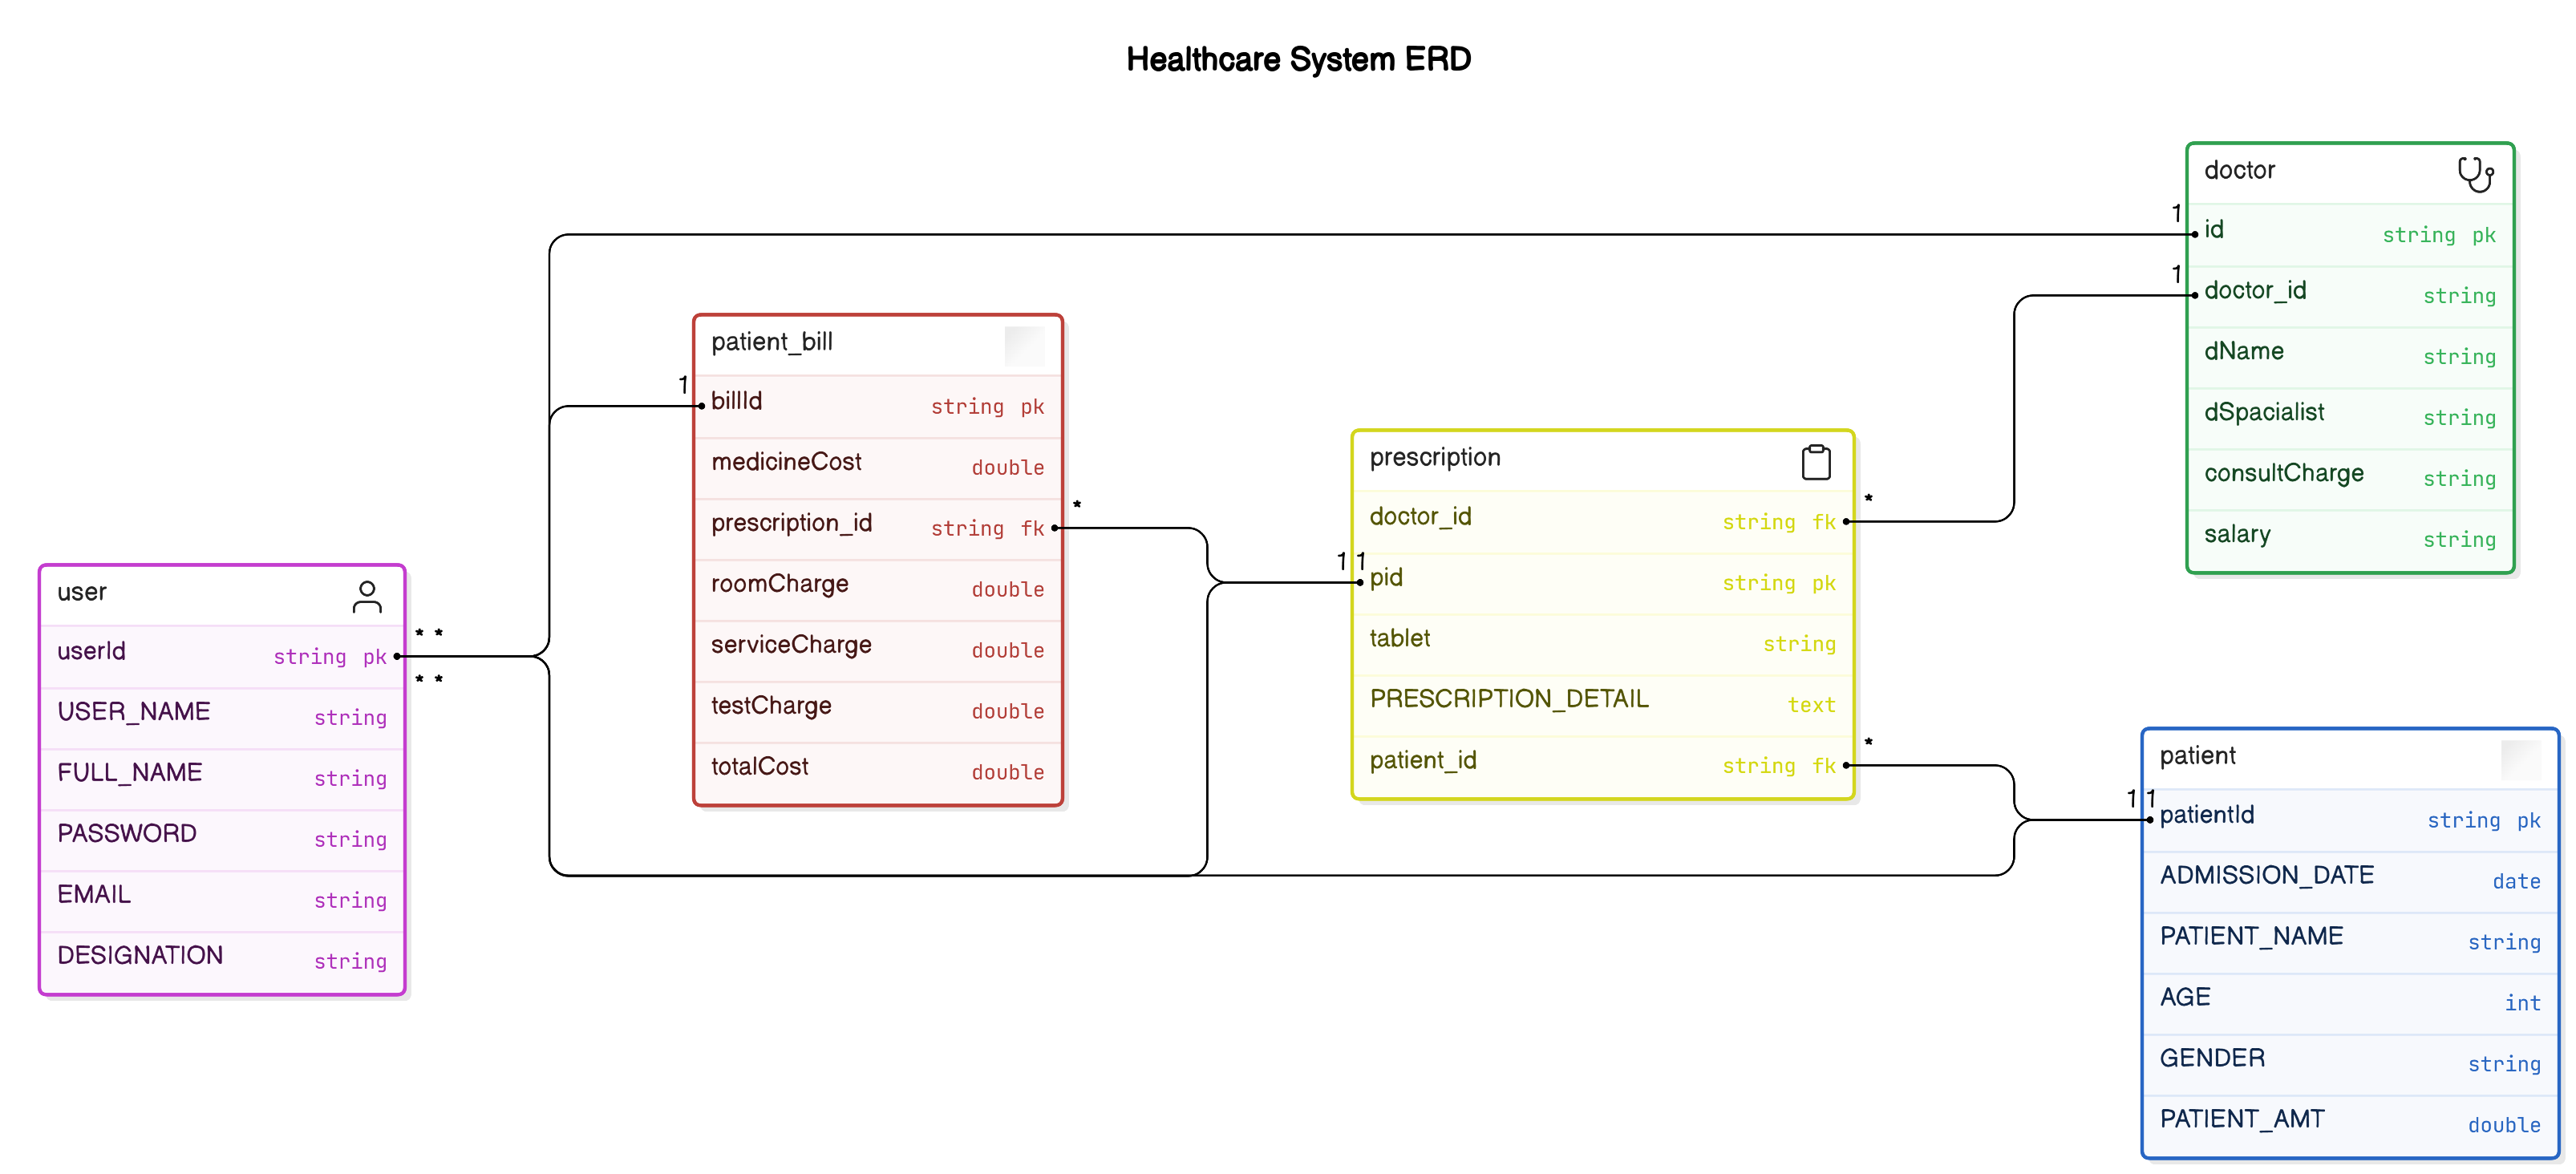 Healthcare System ERD
doctor
1
id string pk
1
doctor_id string
dName string
dSpacialist string
consultCharge string
salary string
patient_bill
1
billId string pk
medicineCost double
*
prescription_id string fk
roomCharge double
serviceCharge double
testCharge double
totalCost double
prescription
*
doctor_id string fk
1 1
pid string pk
tablet string
PRESCRIPTION_DETAIL text
*
patient_id string fk
user
* *
userId string pk
* *
USER_NAME string
FULL_NAME string
PASSWORD string
EMAIL string
DESIGNATION string
patient
1 1
patientId string pk
ADMISSION_DATE date
PATIENT_NAME string
AGE int
GENDER string
PATIENT_AMT double